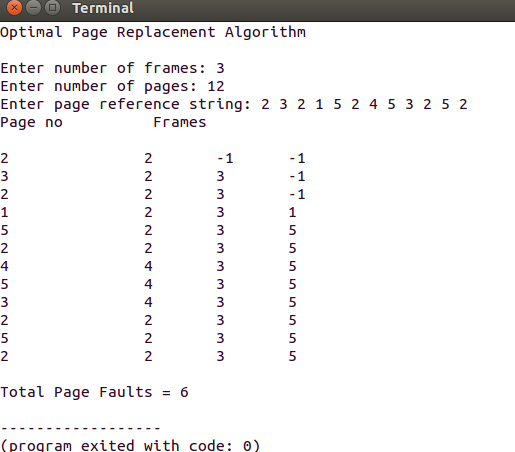 Terminal
Optimal Page Replacement Algorithm
Enter number of frames: 3
Enter number of pages: 12
Enter page reference string: 2 3 2 1 5 2 4 5 3 2 5 2
Page no Frames
2 2 -1 -1
3 2 3 -1
2 2 3 -1
1 2 3 1
5 2 3 5
2 2 3 5
4 4 3 5
5 4 3 5
3 4 3 5
2 2 3 5
5 2 3 5
2 2 3 5
Total Page Faults = 6
------------------
(program exited with code: 0)